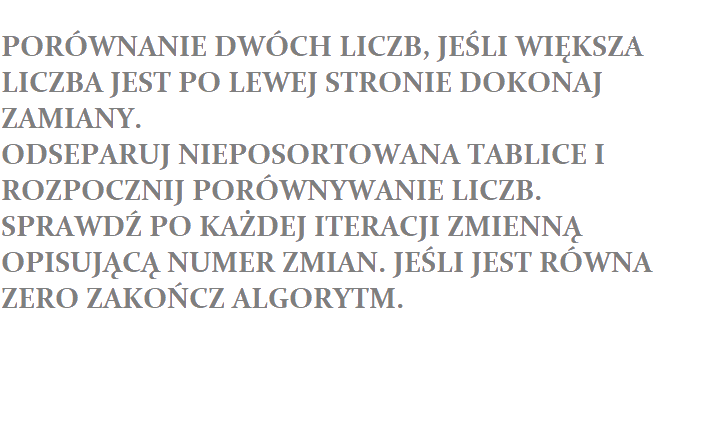 PORÓWNANIE DWÓCH LICZB, JEŚLI WIĘKSZA
LICZBA JEST PO LEWEJ STRONIE DOKONAJ
ZAMIANY.
ODSEPARUJ NIEPOSORTOWANA TABLICE I
ROZPOCZNIJ PORÓWNYWANIE LICZB.
SPRAWDŹ PO KAŻDEJ ITERACJI ZMIENNĄ
OPISUJĄCĄ NUMER ZMIAN. JEŚLI JEST RÓWNA
ZERO ZAKOŃCZ ALGORYTM.